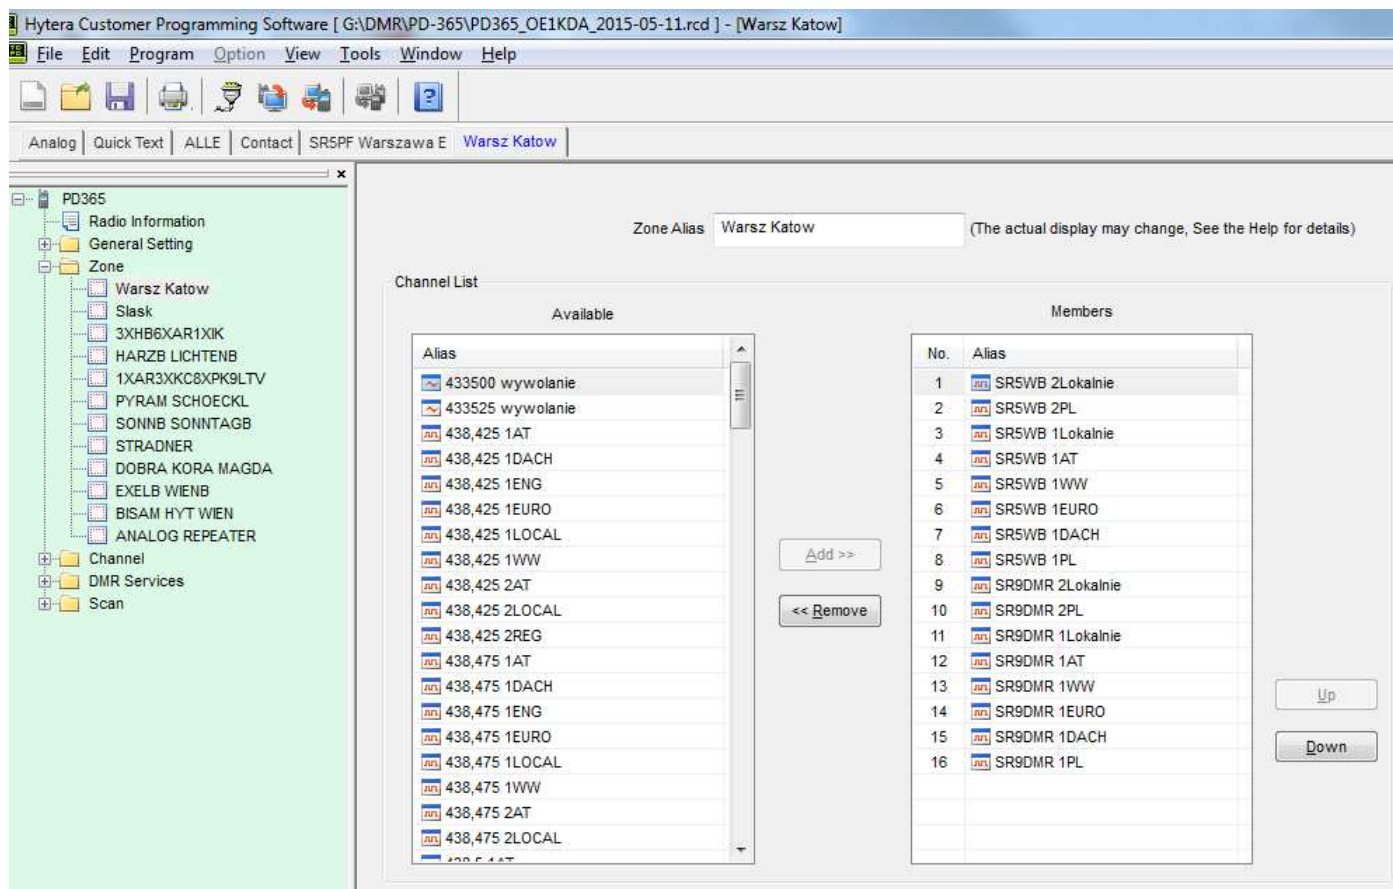 Hytera Customer Programming Software [ G:\DMR\PD-365\PD365_OE1KDA_2015-05-11.rcd ] - [Warsz Katow]
File Edit Program Option View Tools Window Help
Analog Quick Text ALLE Contact SR5PF Warszawa E Warsz Katow
PD365
Radio Information
General Setting
Zone
Warsz Katow
Slask
3XHB6XAR1XIK
HARZB LICHTENB
1XAR3XKC8XPK9LTV
PYRAM SCHOECKL
SONNB SONNTAGB
STRADNER
DOBRA KORA MAGDA
EXELB WIENB
BISAM HYT WIEN
ANALOG REPEATER
Channel
DMR Services
Scan
Zone Alias Warsz Katow (The actual display may change, See the Help for details)
Channel List
Available
Alias
433500 wywolanie
433525 wywolanie
438,425 1AT
438,425 1DACH
438,425 1ENG
438,425 1EURO
438,425 1LOCAL
438,425 1WW
438,425 2AT
438,425 2LOCAL
438,425 2REG
438,475 1AT
438,475 1DACH
438,475 1ENG
438,475 1EURO
438,475 1LOCAL
438,475 1WW
438,475 2AT
438,475 2LOCAL
Add >>
<< Remove
Members
No. Alias
1 SR5WB 2Lokalnie
2 SR5WB 2PL
3 SR5WB 1Lokalnie
4 SR5WB 1AT
5 SR5WB 1WW
6 SR5WB 1EURO
7 SR5WB 1DACH
8 SR5WB 1PL
9 SR9DMR 2Lokalnie
10 SR9DMR 2PL
11 SR9DMR 1Lokalnie
12 SR9DMR 1AT
13 SR9DMR 1WW
14 SR9DMR 1EURO
15 SR9DMR 1DACH
16 SR9DMR 1PL
Up
Down